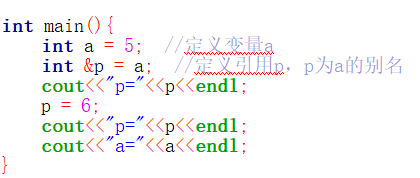 int main(){
int a = 5;  //定义变量a
int &p = a;  //定义引用p，p为a的别名
cout<<"p="<<p<<endl;
p = 6;
cout<<"p="<<p<<endl;
cout<<"a="<<a<<endl;
}